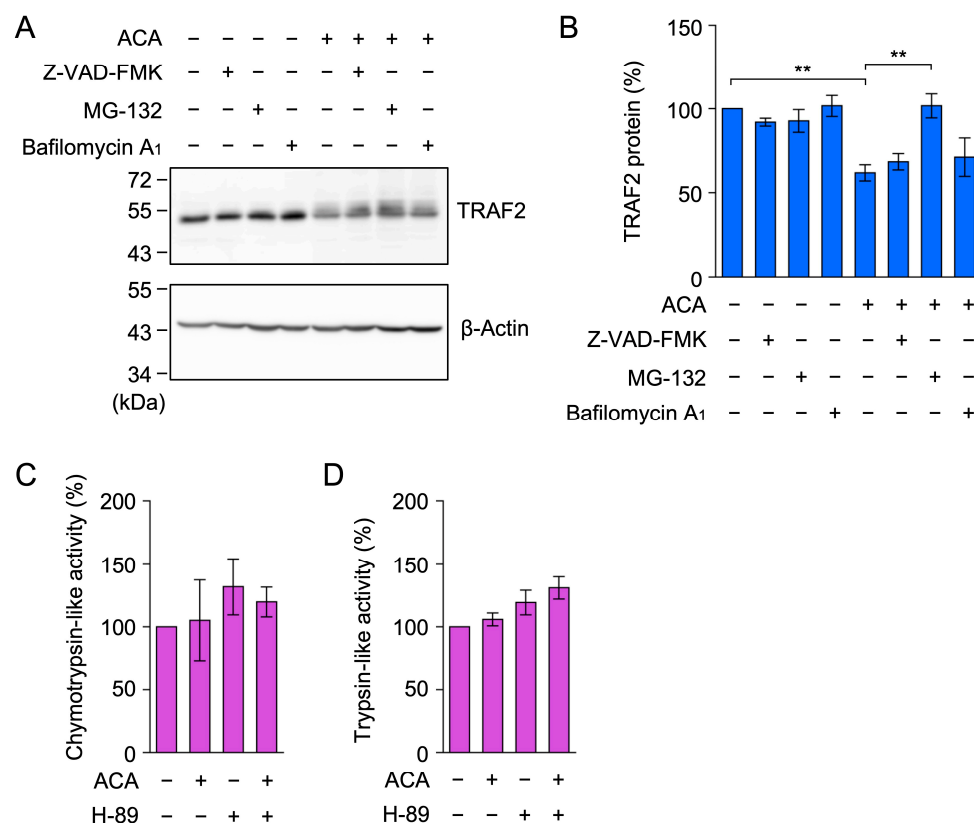 A
ACA − − − − + + + +
Z-VAD-FMK − + − − − + − −
MG-132 − − + − − − + −
Bafilomycin A1 − − − + − − − +
72
55
43
TRAF2
55
43
34
β-Actin
(kDa)
B
TRAF2 protein (%)
150
100
50
0
** **
ACA − − − − + + + +
Z-VAD-FMK − + − − − + − −
MG-132 − − + − − − + −
Bafilomycin A1 − − − + − − − +
C
Chymotrypsin-like activity (%)
200
150
100
50
0
ACA − + − +
H-89 − − + +
D
Trypsin-like activity (%)
200
150
100
50
0
ACA − + − +
H-89 − − + +